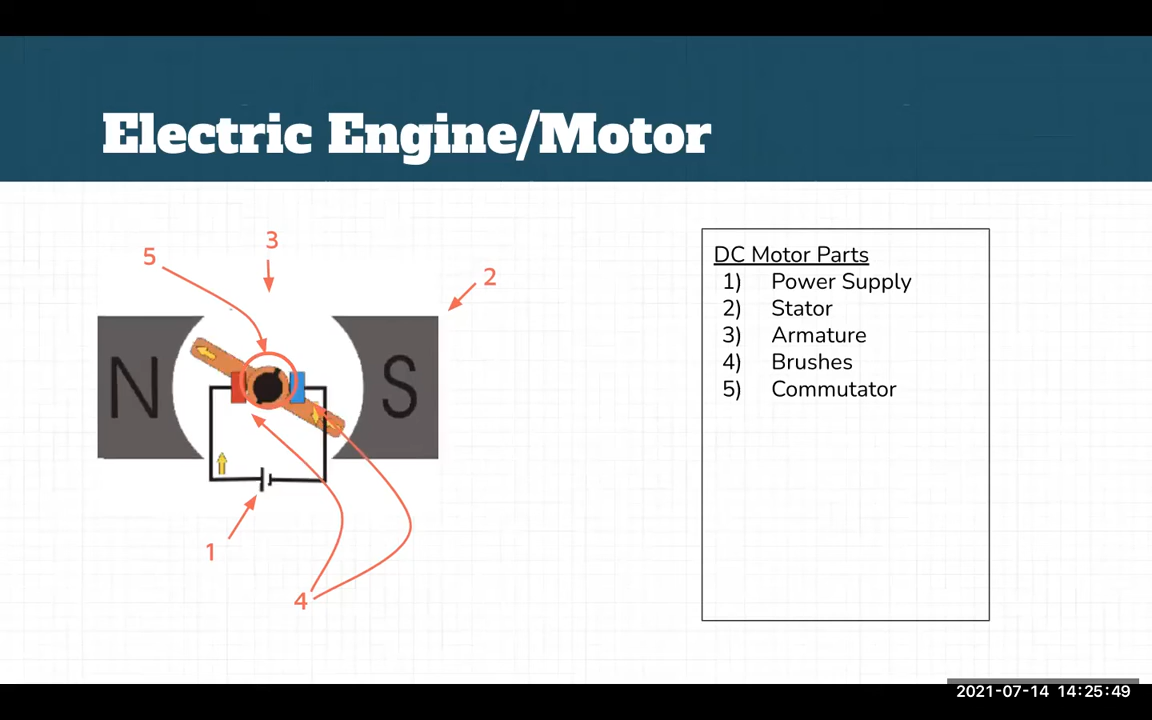 Electric Engine/Motor
3
5
2
N
S
1
4
DC Motor Parts
1) Power Supply
2) Stator
3) Armature
4) Brushes
5) Commutator
2021-07-14 14:25:49